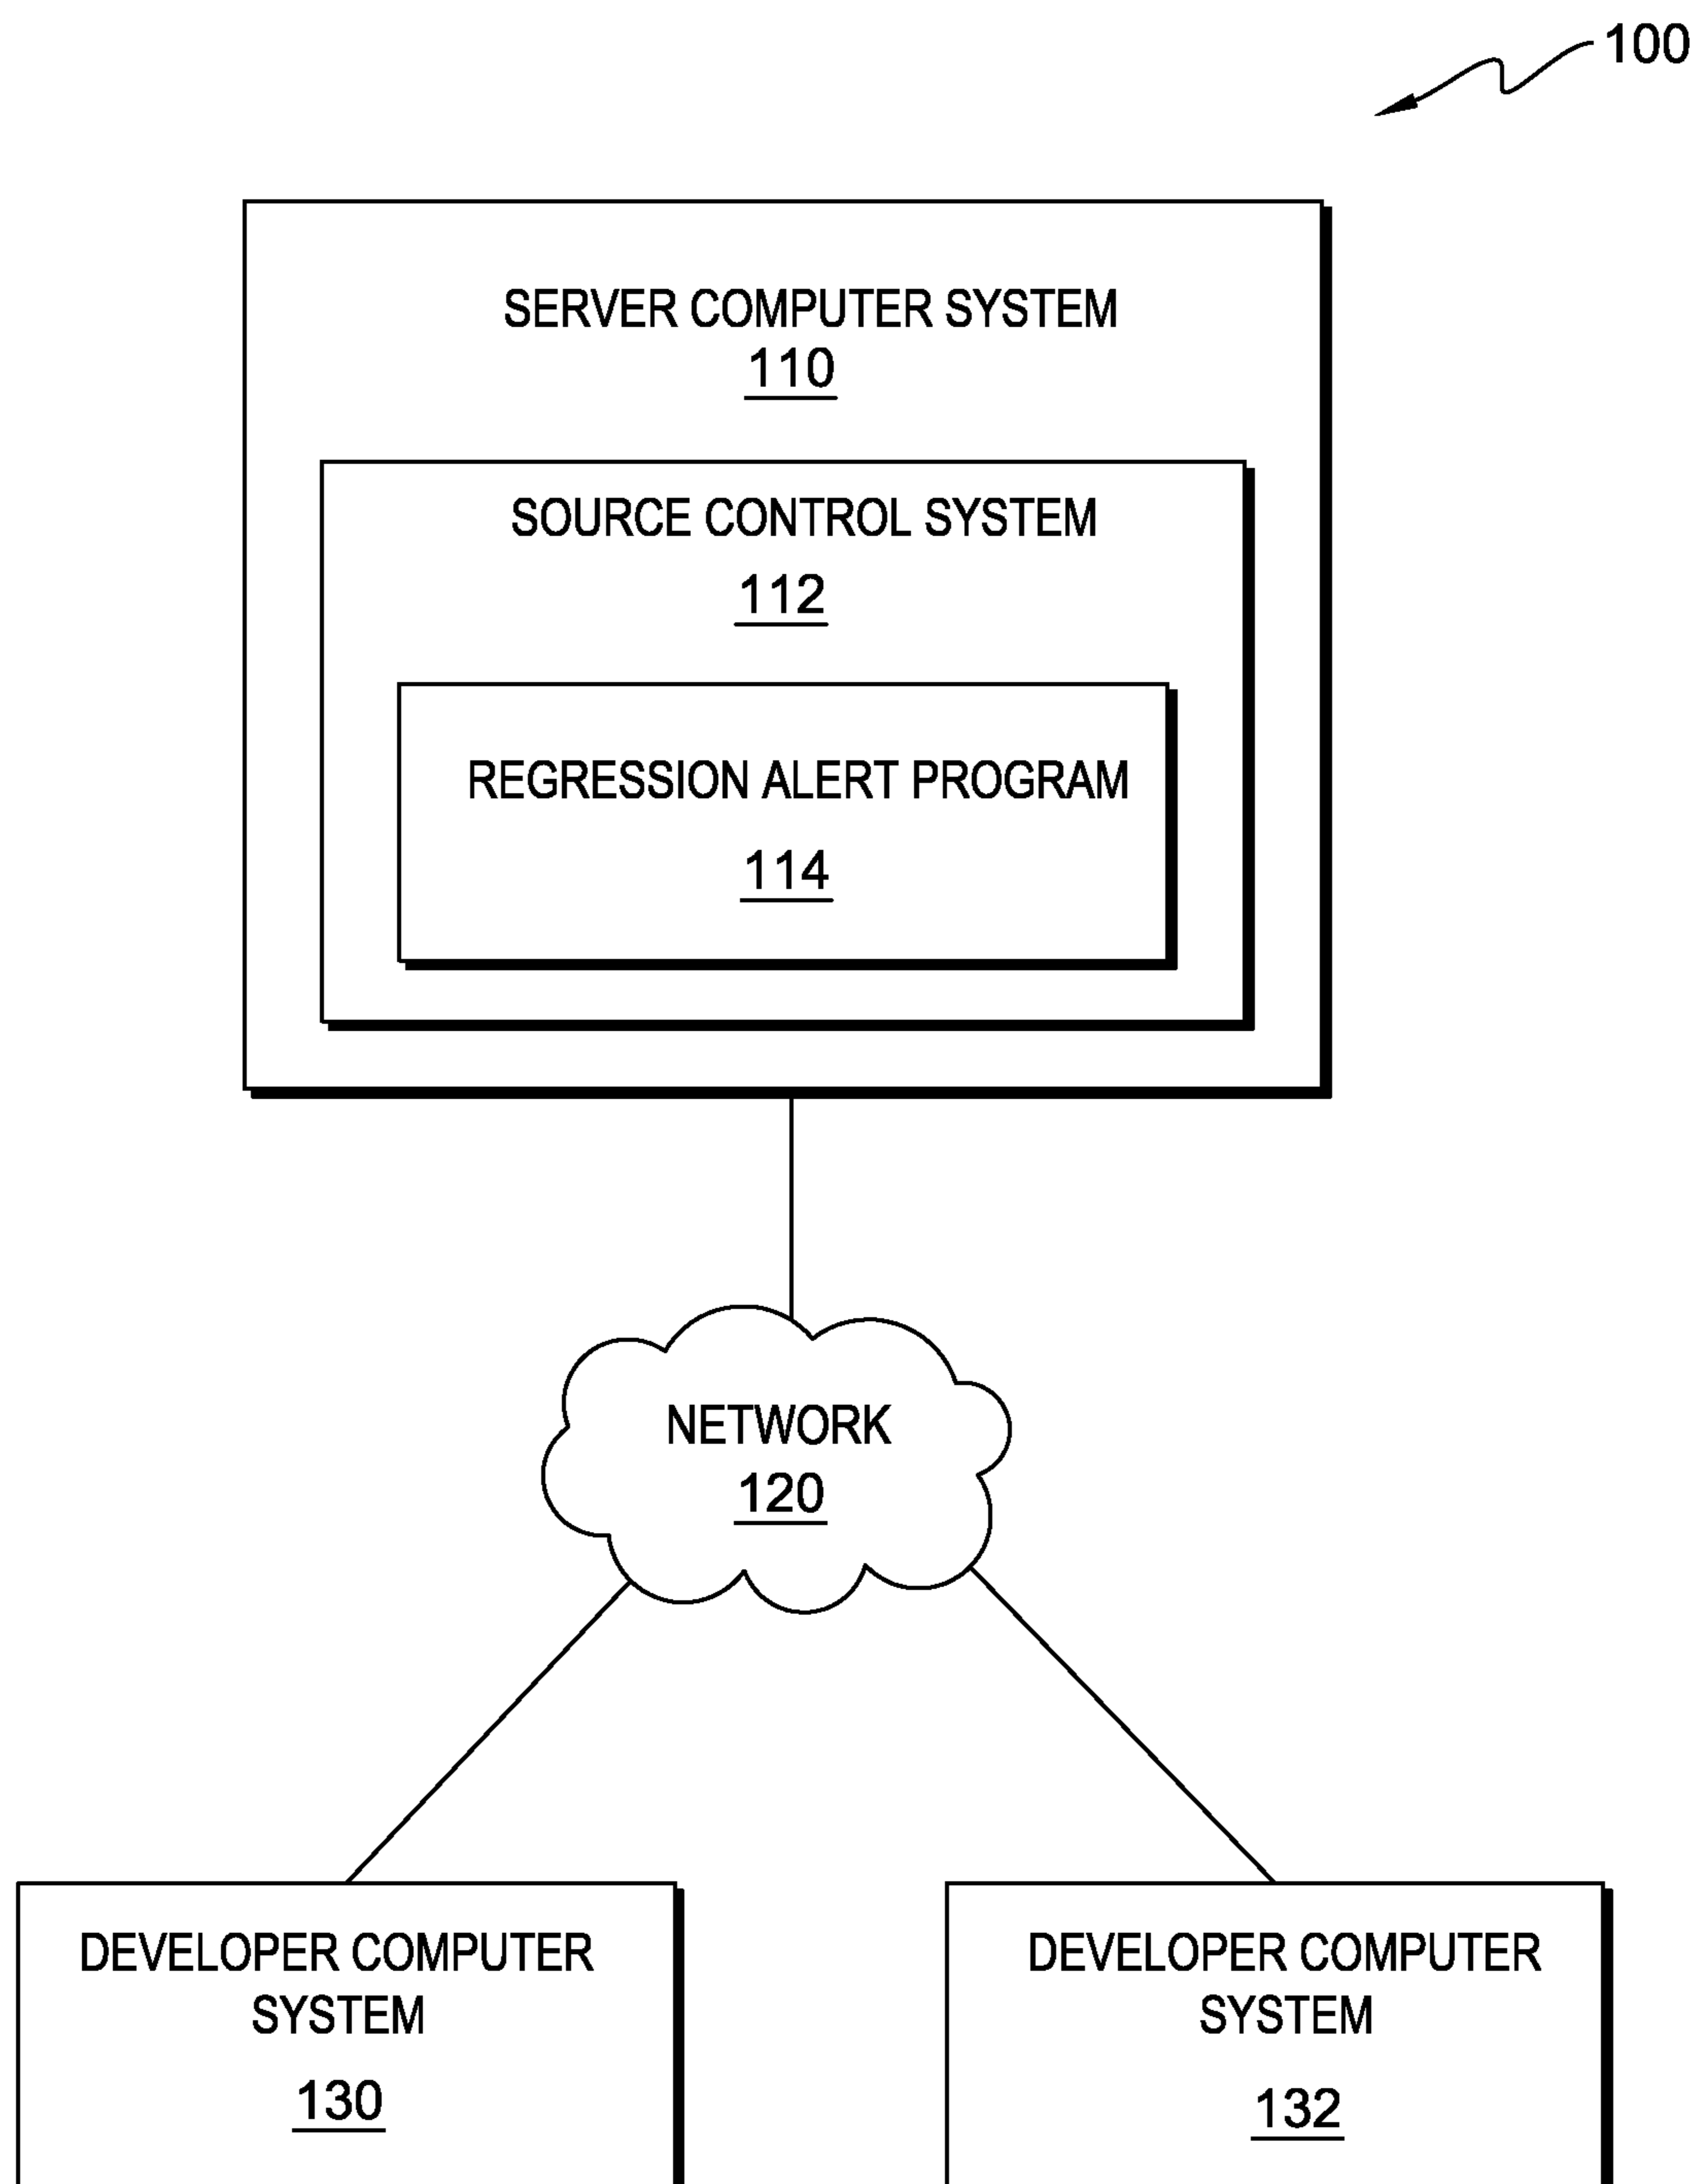 100
SERVER COMPUTER SYSTEM
110
SOURCE CONTROL SYSTEM
112
REGRESSION ALERT PROGRAM
114
NETWORK
120
DEVELOPER COMPUTER
SYSTEM
130
DEVELOPER COMPUTER
SYSTEM
132